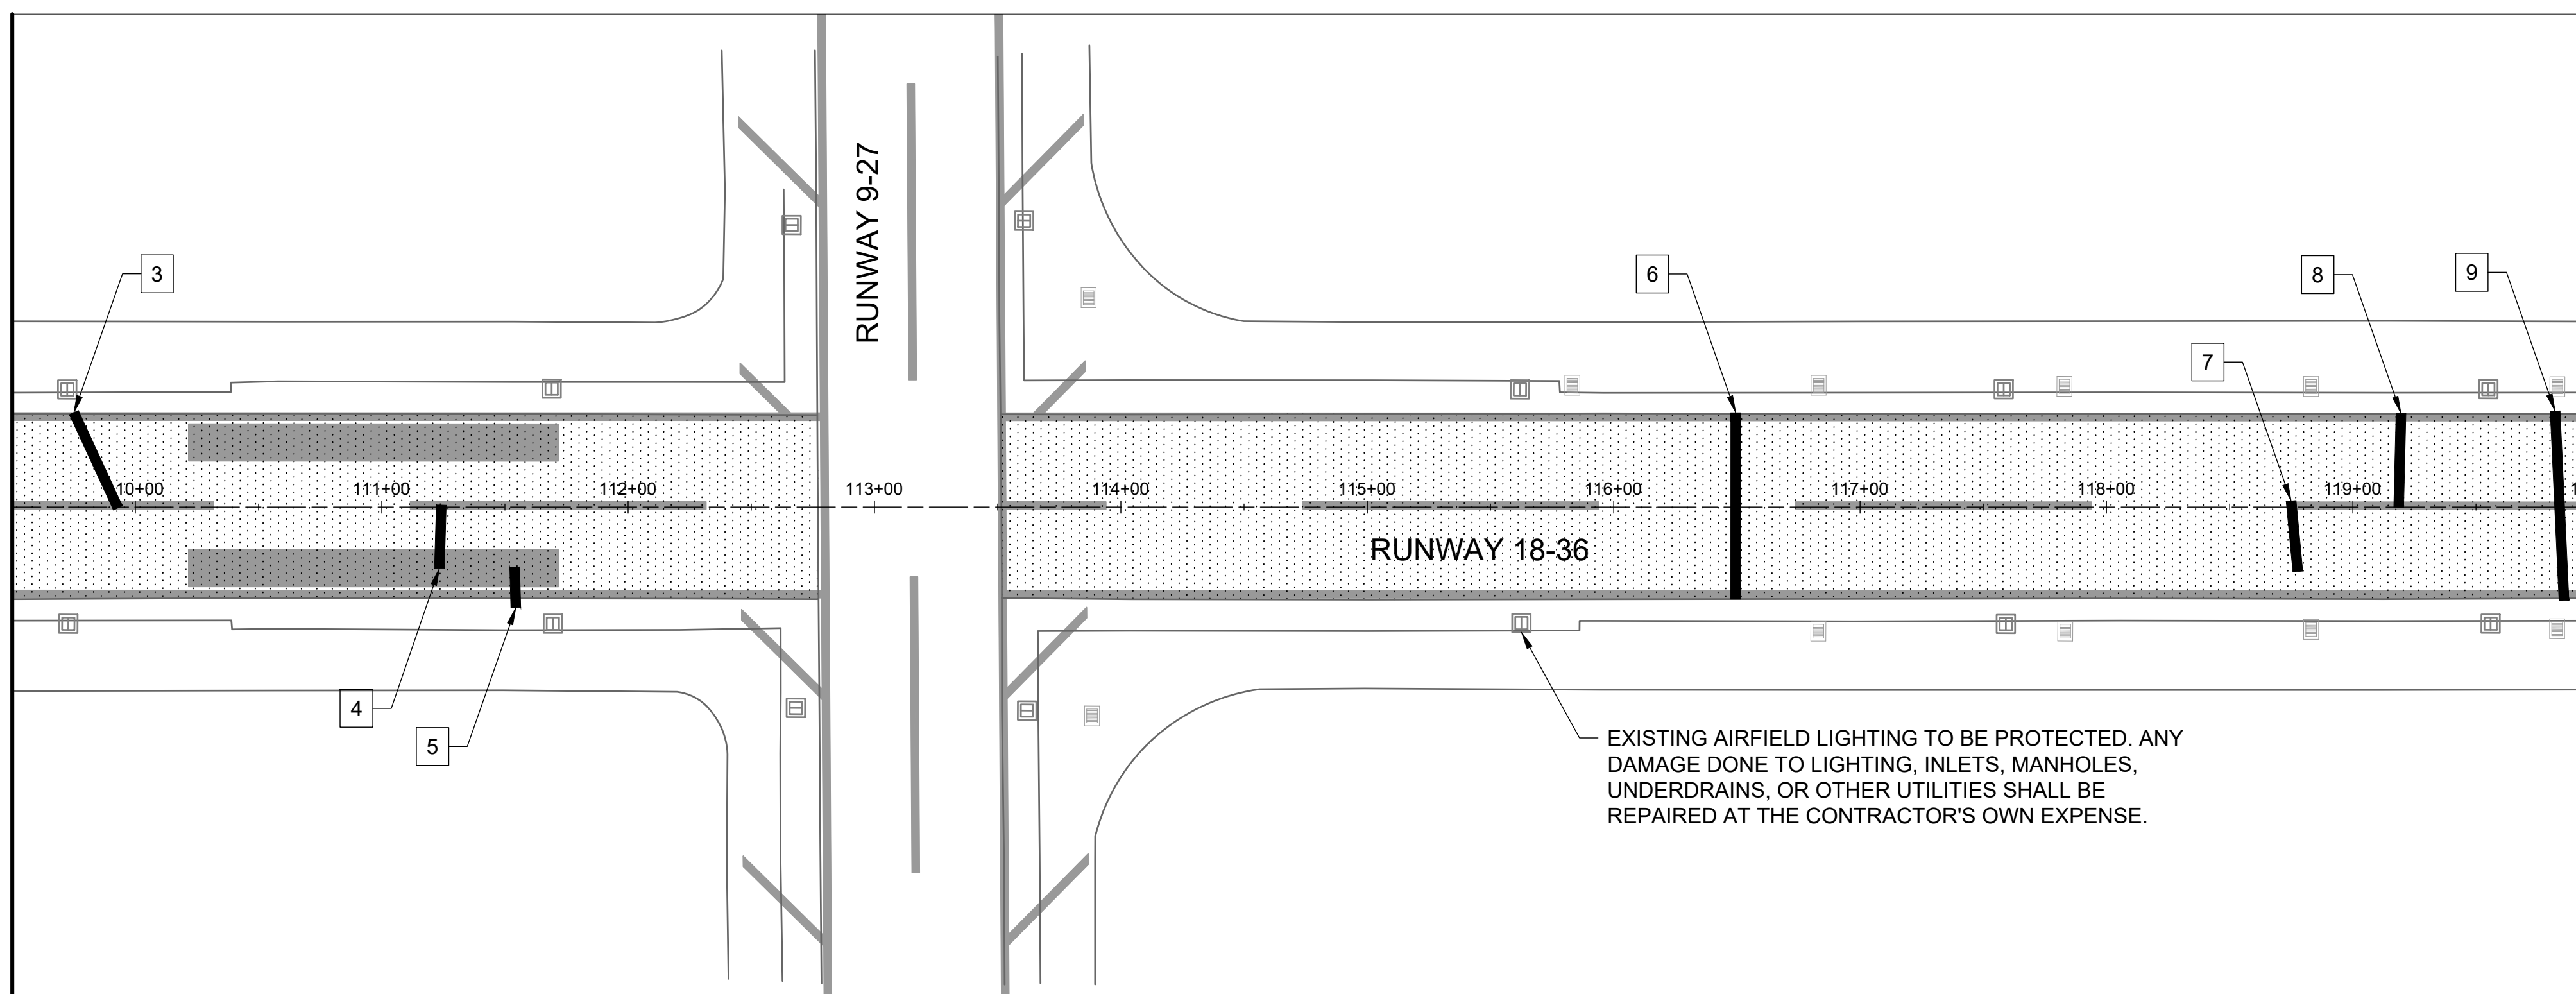 RUNWAY 9-27
3
6
8
9
7
10+00
111+00
112+00
113+00
114+00
115+00
116+00
117+00
118+00
119+00
RUNWAY 18-36
4
5
EXISTING AIRFIELD LIGHTING TO BE PROTECTED. ANY
DAMAGE DONE TO LIGHTING, INLETS, MANHOLES,
UNDERDRAINS, OR OTHER UTILITIES SHALL BE
REPAIRED AT THE CONTRACTOR'S OWN EXPENSE.